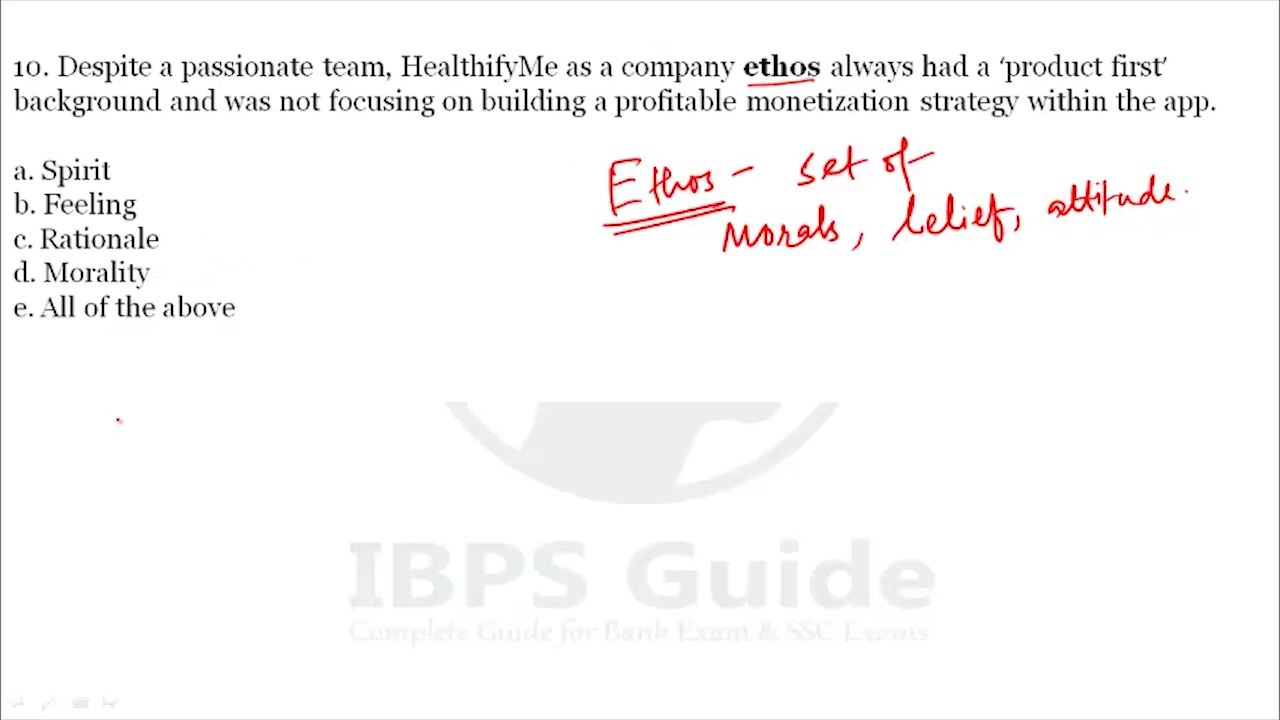 10. Despite a passionate team, HealthifyMe as a company ethos always had a ‘product first’
background and was not focusing on building a profitable monetization strategy within the app.
a. Spirit
b. Feeling
c. Rationale
d. Morality
e. All of the above
Ethos - set of
morals, belief, attitude.
IBPS Guide
Complete Guide for Bank Exam & SSC Exams